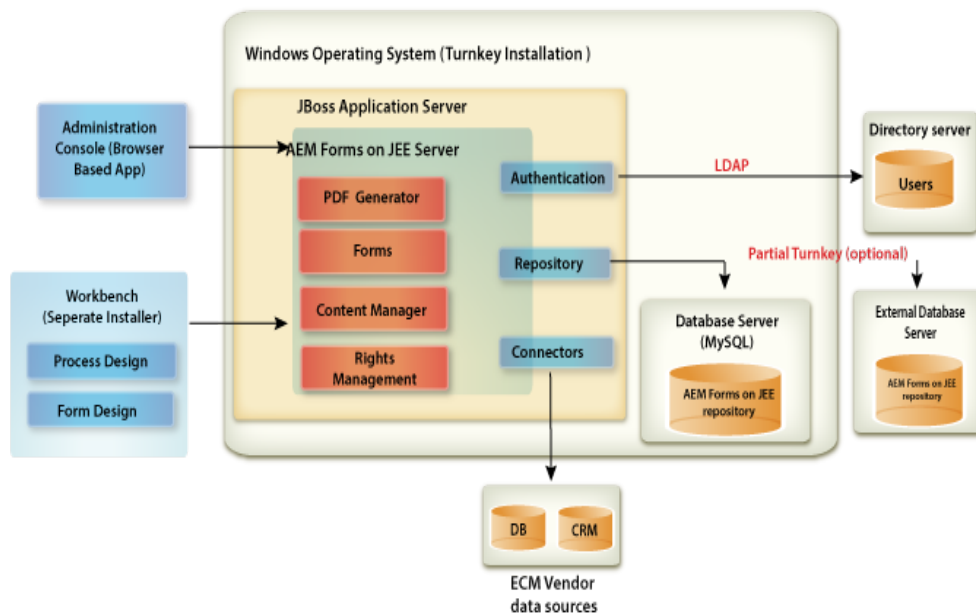 Windows Operating System (Turnkey Installation )
JBoss Application Server
Administration
Console (Browser
Based App)
AEM Forms on JEE Server
PDF Generator
Forms
Content Manager
Rights
Management
Authentication
Repository
Connectors
LDAP
Directory server
Users
Partial Turnkey (optional)
Workbench
(Seperate Installer)
Process Design
Form Design
Database Server
(MySQL)
AEM Forms on JEE
repository
External Database
Server
AEM Forms on JEE
repository
DB
CRM
ECM Vendor
data sources